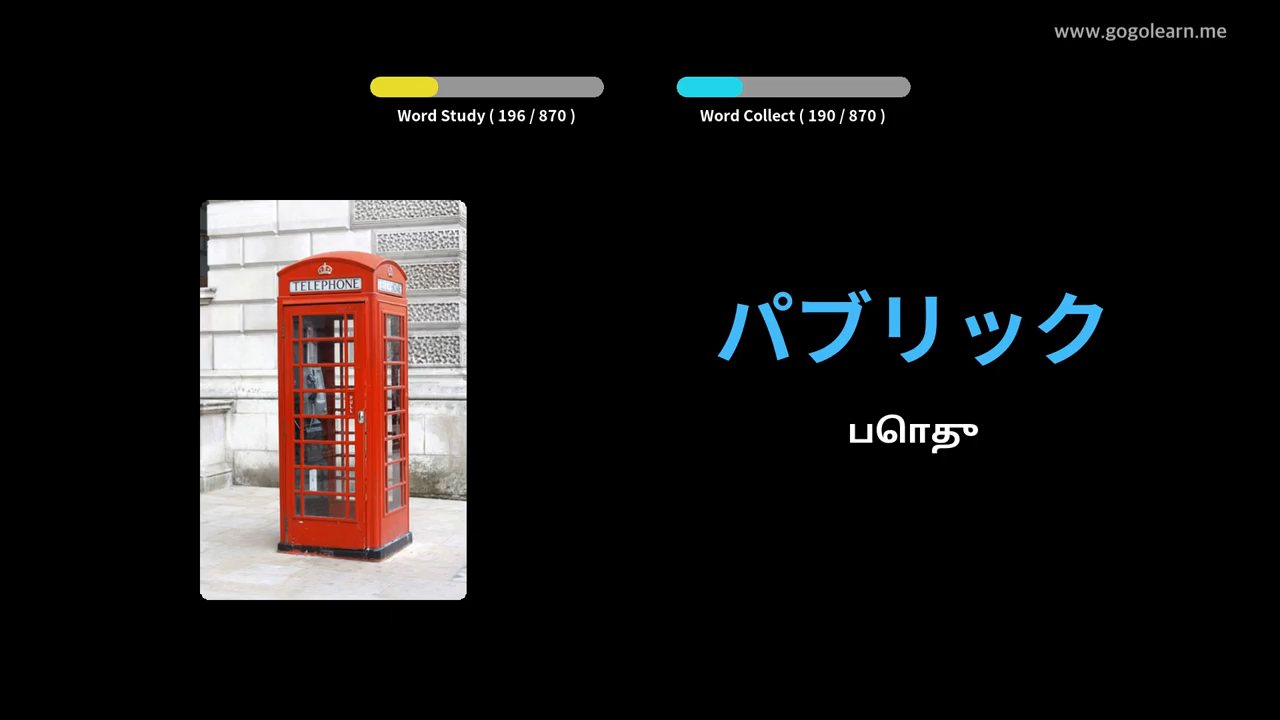 www.gogolearn.me
Word Study ( 196 / 870 )
Word Collect ( 190 / 870 )
TELEPHONE
パブリック
பொது